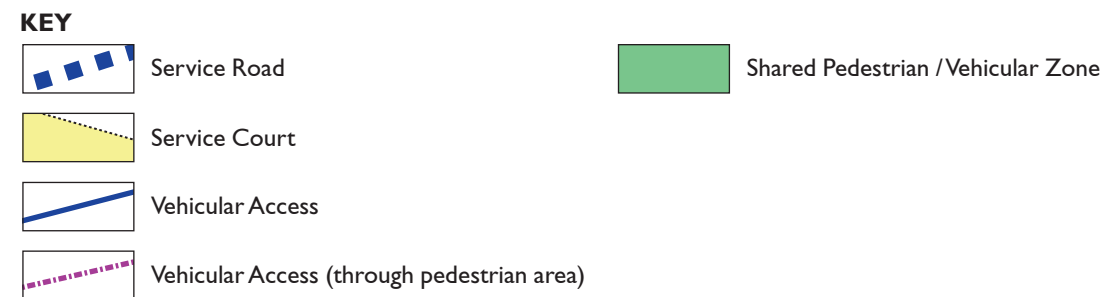 KEY
Service Road
Shared Pedestrian / Vehicular Zone
Service Court
Vehicular Access
Vehicular Access (through pedestrian area)